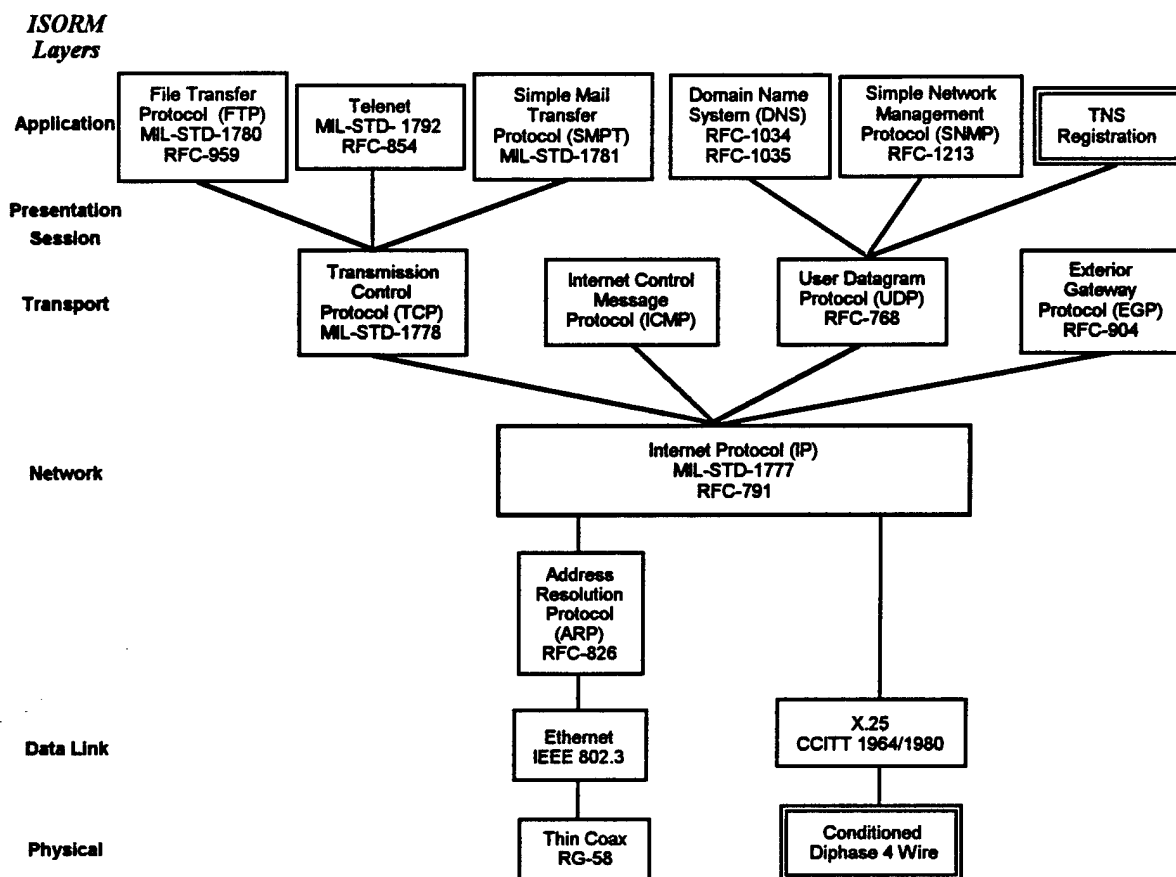 ISORM
Layers
Application
File Transfer
Protocol (FTP)
MIL-STD-1780
RFC-959
Telenet
MIL-STD- 1792
RFC-854
Simple Mail
Transfer
Protocol (SMPT)
MIL-STD-1781
Domain Name
System (DNS)
RFC-1034
RFC-1035
Simple Network
Management
Protocol (SNMP)
RFC-1213
TNS
Registration
Presentation
Session
Transport
Transmission
Control
Protocol (TCP)
MIL-STD-1778
Internet Control
Message
Protocol (ICMP)
User Datagram
Protocol (UDP)
RFC-768
Exterior
Gateway
Protocol (EGP)
RFC-904
Network
Internet Protocol (IP)
MIL-STD-1777
RFC-791
Address
Resolution
Protocol
(ARP)
RFC-826
Data Link
Ethernet
IEEE 802.3
X.25
CCITT 1964/1980
Physical
Thin Coax
RG-58
Conditioned
Diphase 4 Wire